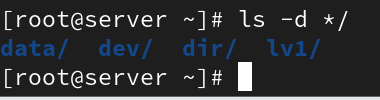 [root@server ~]# ls -d */
data/  dev/  dir/  lv1/
[root@server ~]#